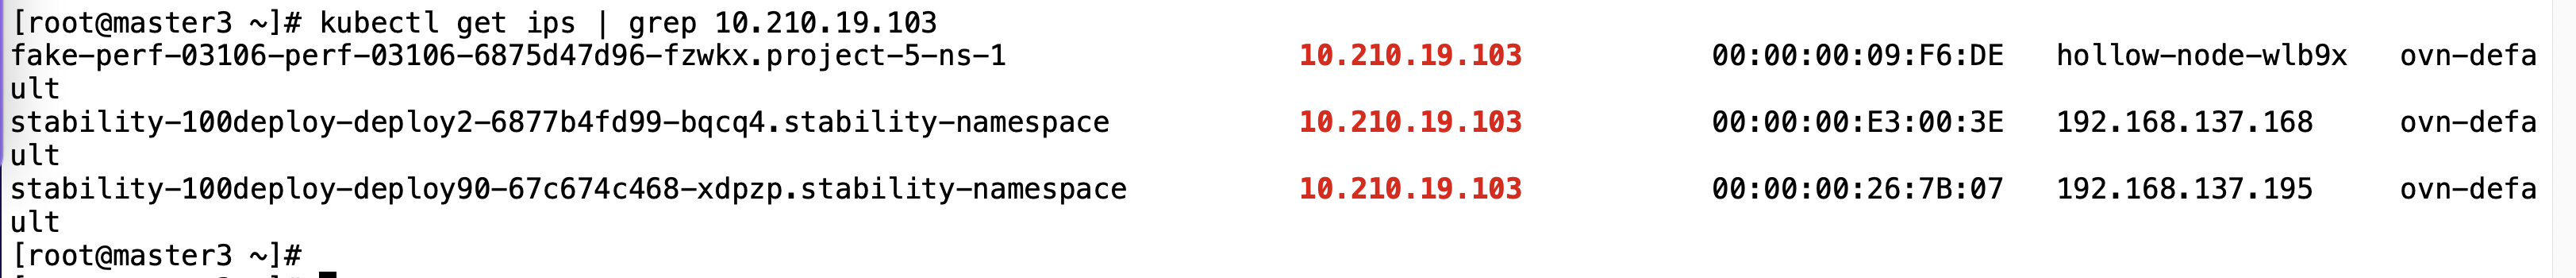 [root@master3 ~]# kubectl get ips | grep 10.210.19.103
fake-perf-03106-perf-03106-6875d47d96-fzwkx.project-5-ns-1 10.210.19.103 00:00:00:09:F6:DE hollow-node-wlb9x ovn-defa
ult
stability-100deploy-deploy2-6877b4fd99-bqcq4.stability-namespace 10.210.19.103 00:00:00:E3:00:3E 192.168.137.168 ovn-defa
ult
stability-100deploy-deploy90-67c674c468-xdpzp.stability-namespace 10.210.19.103 00:00:00:26:7B:07 192.168.137.195 ovn-defa
ult
[root@master3 ~]#